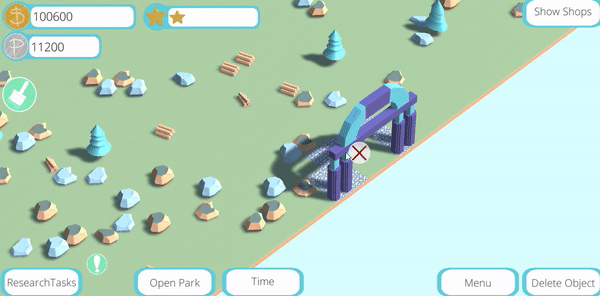 100600
Show Shops
11200
ResearchTasks
Open Park
Time
Menu
Delete Object